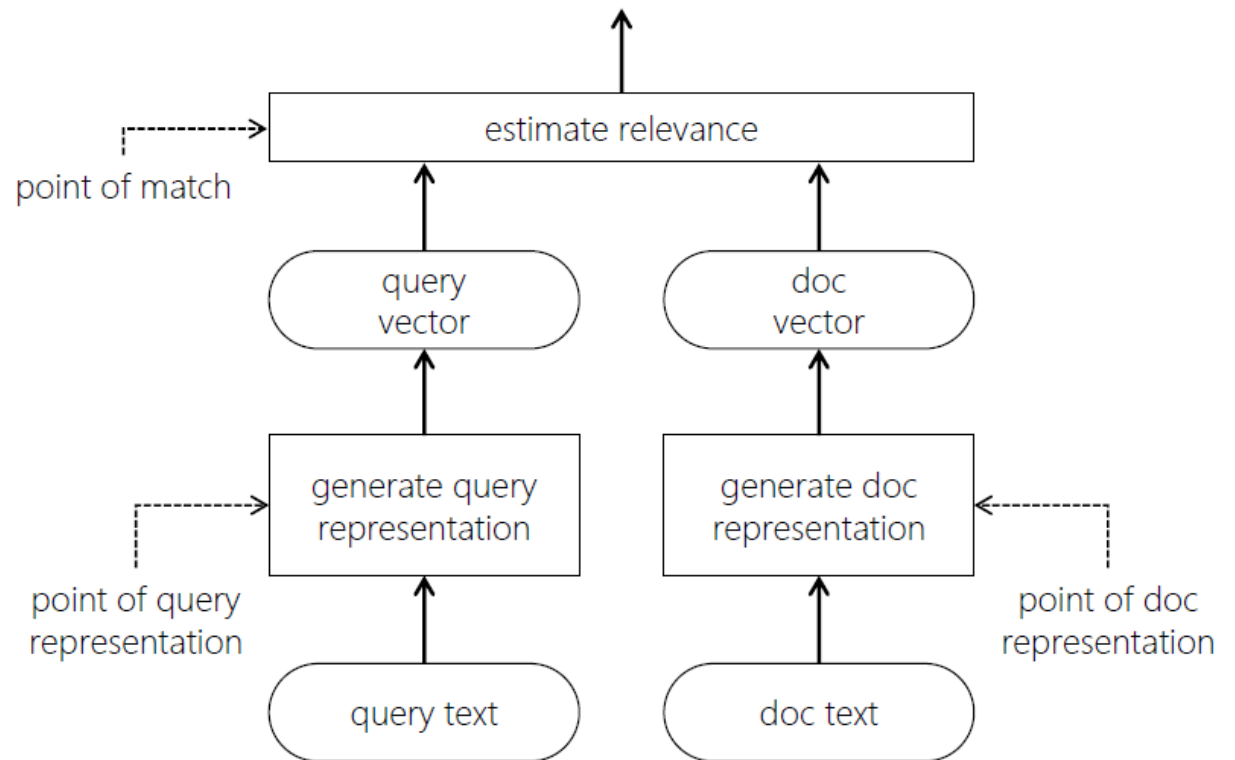 estimate relevance
point of match
query
vector
doc
vector
generate query
representation
generate doc
representation
point of query
representation
point of doc
representation
query text
doc text